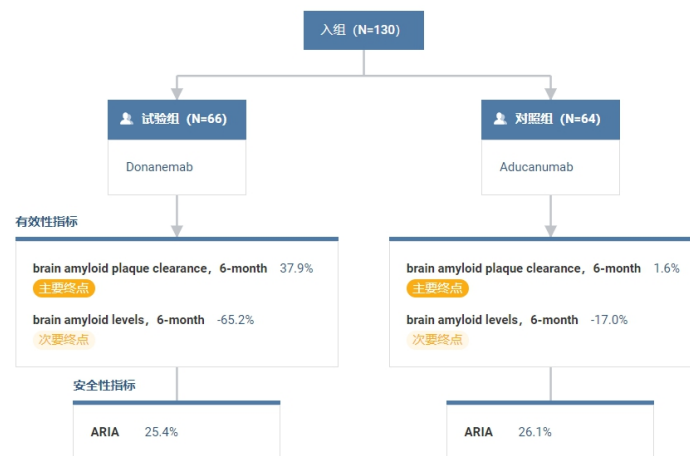 入组（N=130）
试验组（N=66）
对照组（N=64）
Donanemab
Aducanumab
有效性指标
brain amyloid plaque clearance，6-month 37.9%
主要终点
brain amyloid levels，6-month -65.2%
次要终点
brain amyloid plaque clearance，6-month 1.6%
主要终点
brain amyloid levels，6-month -17.0%
次要终点
安全性指标
ARIA 25.4%
ARIA 26.1%